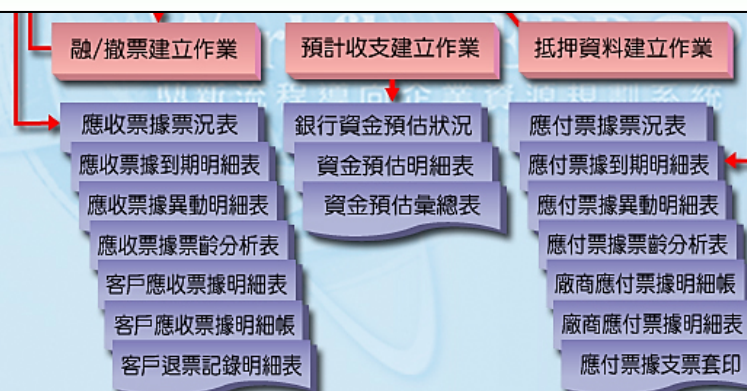 融/撤票建立作業
預計收支建立作業
抵押資料建立作業
應收票據票況表
應收票據到期明細表
應收票據異動明細表
應收票據票齡分析表
客戶應收票據明細表
客戶應收票據明細帳
客戶退票記錄明細表
銀行資金預估狀況
資金預估明細表
資金預估彙總表
應付票據票況表
應付票據到期明細表
應付票據異動明細表
應付票據票齡分析表
廠商應付票據明細帳
廠商應付票據明細表
應付票據支票套印